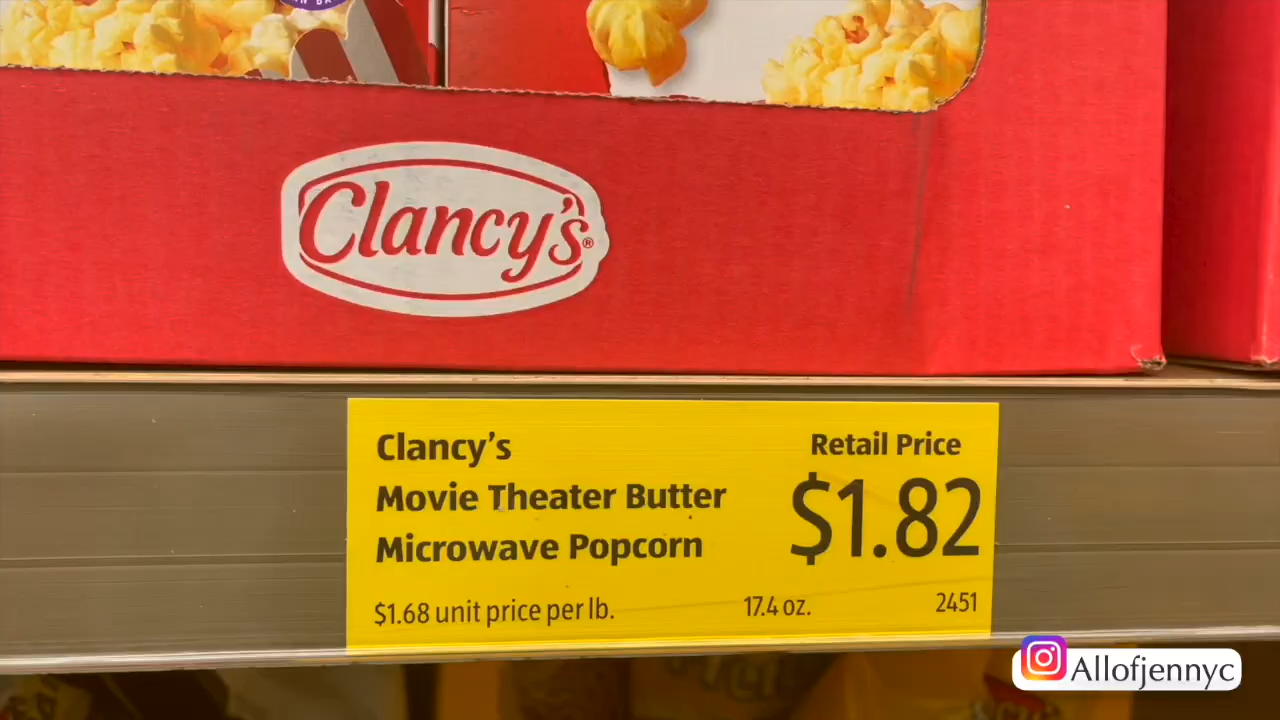 Clancy's®
Clancy's
Movie Theater Butter
Microwave Popcorn
Retail Price
$1.82
$1.68 unit price per lb.
17.4 oz.
2451
Allofjennyc